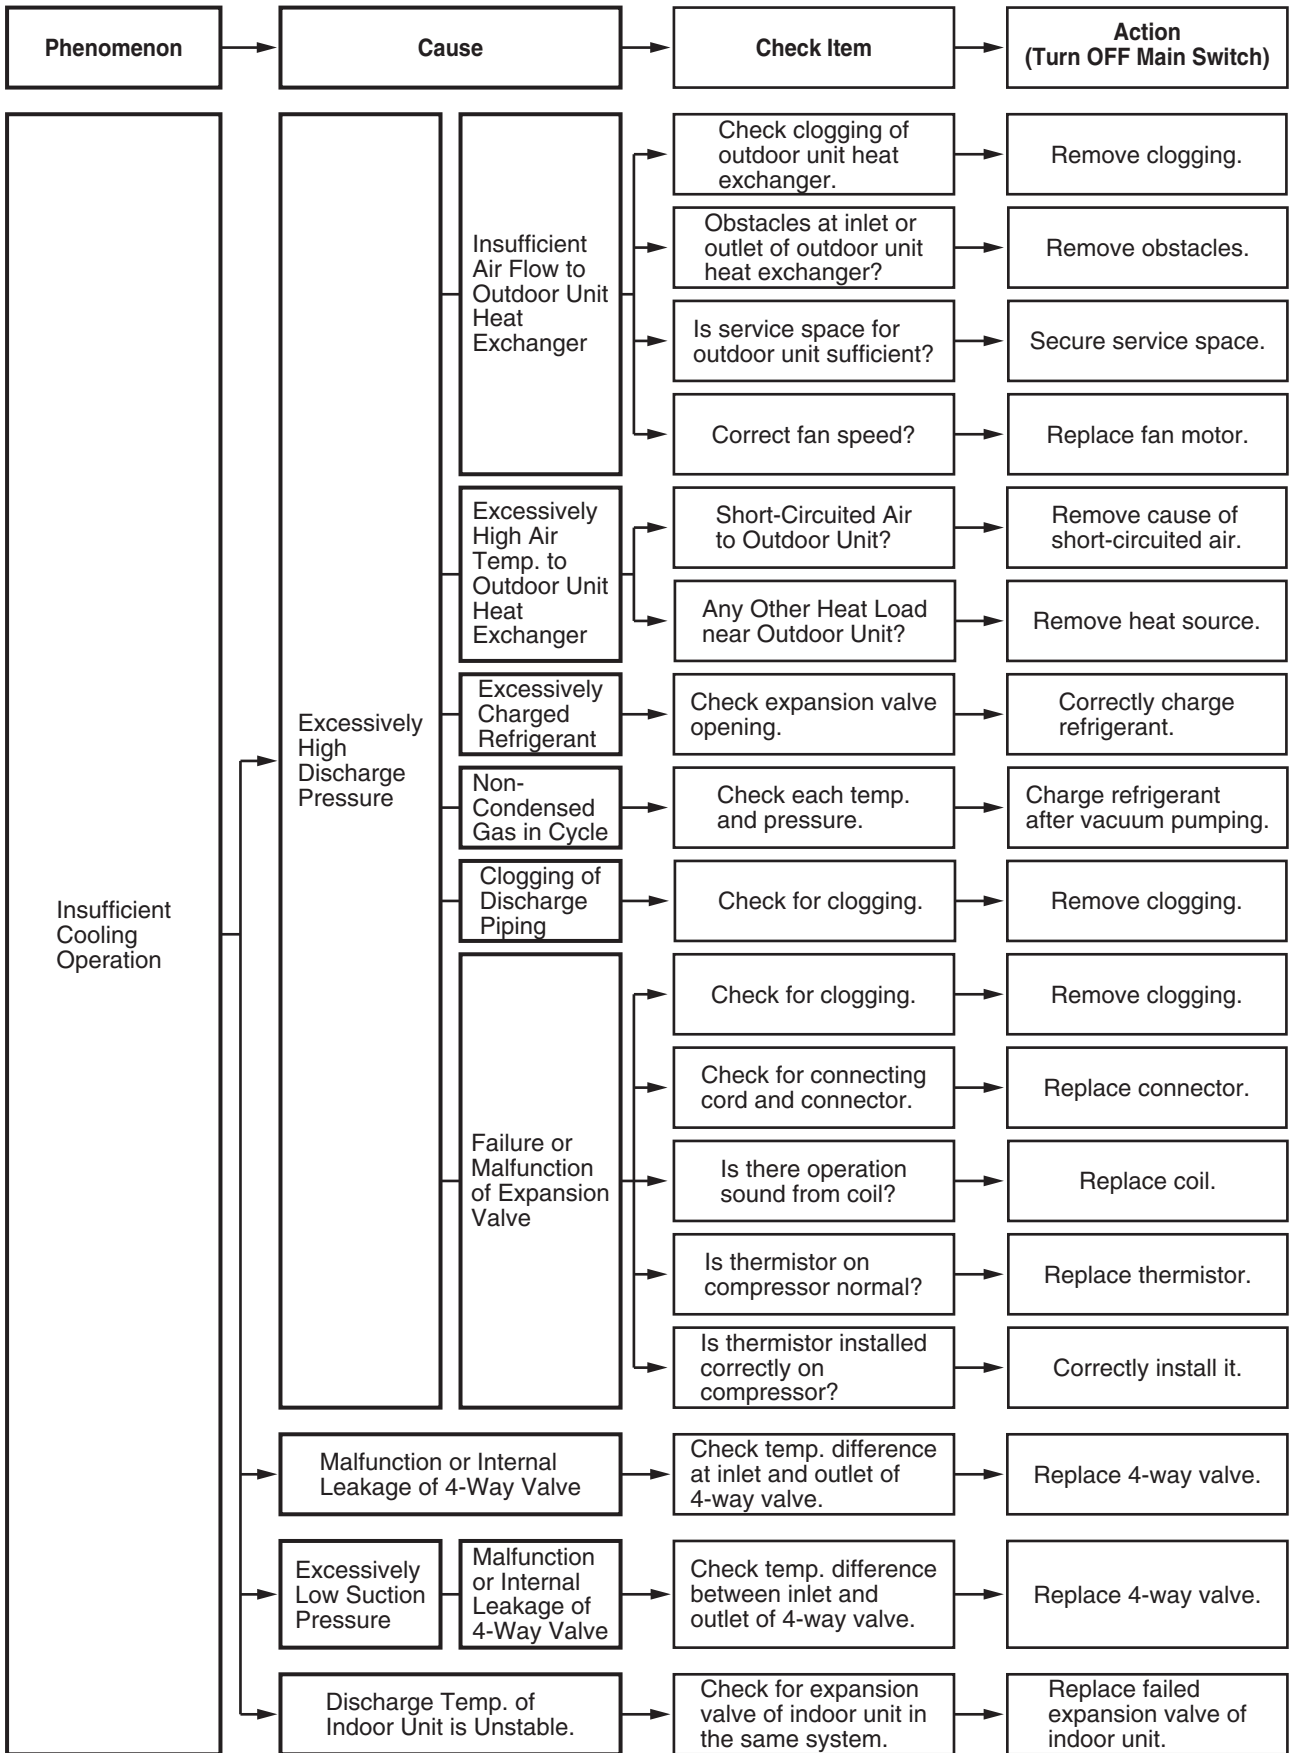 Phenomenon
Cause
Check Item
Action
(Turn OFF Main Switch)
Insufficient
Cooling
Operation
Excessively
High
Discharge
Pressure
Insufficient
Air Flow to
Outdoor Unit
Heat
Exchanger
Check clogging of
outdoor unit heat
exchanger.
Remove clogging.
Obstacles at inlet or
outlet of outdoor unit
heat exchanger?
Remove obstacles.
Is service space for
outdoor unit sufficient?
Secure service space.
Correct fan speed?
Replace fan motor.
Excessively
High Air
Temp. to
Outdoor Unit
Heat
Exchanger
Short-Circuited Air
to Outdoor Unit?
Remove cause of
short-circuited air.
Any Other Heat Load
near Outdoor Unit?
Remove heat source.
Excessively
Charged
Refrigerant
Check expansion valve
opening.
Correctly charge
refrigerant.
Non-
Condensed
Gas in Cycle
Check each temp.
and pressure.
Charge refrigerant
after vacuum pumping.
Clogging of
Discharge
Piping
Check for clogging.
Remove clogging.
Failure or
Malfunction
of Expansion
Valve
Check for clogging.
Remove clogging.
Check for connecting
cord and connector.
Replace connector.
Is there operation
sound from coil?
Replace coil.
Is thermistor on
compressor normal?
Replace thermistor.
Is thermistor installed
correctly on
compressor?
Correctly install it.
Malfunction or Internal
Leakage of 4-Way Valve
Check temp. difference
at inlet and outlet of
4-way valve.
Replace 4-way valve.
Excessively
Low Suction
Pressure
Malfunction
or Internal
Leakage of
4-Way Valve
Check temp. difference
between inlet and
outlet of 4-way valve.
Replace 4-way valve.
Discharge Temp. of
Indoor Unit is Unstable.
Check for expansion
valve of indoor unit in
the same system.
Replace failed
expansion valve of
indoor unit.